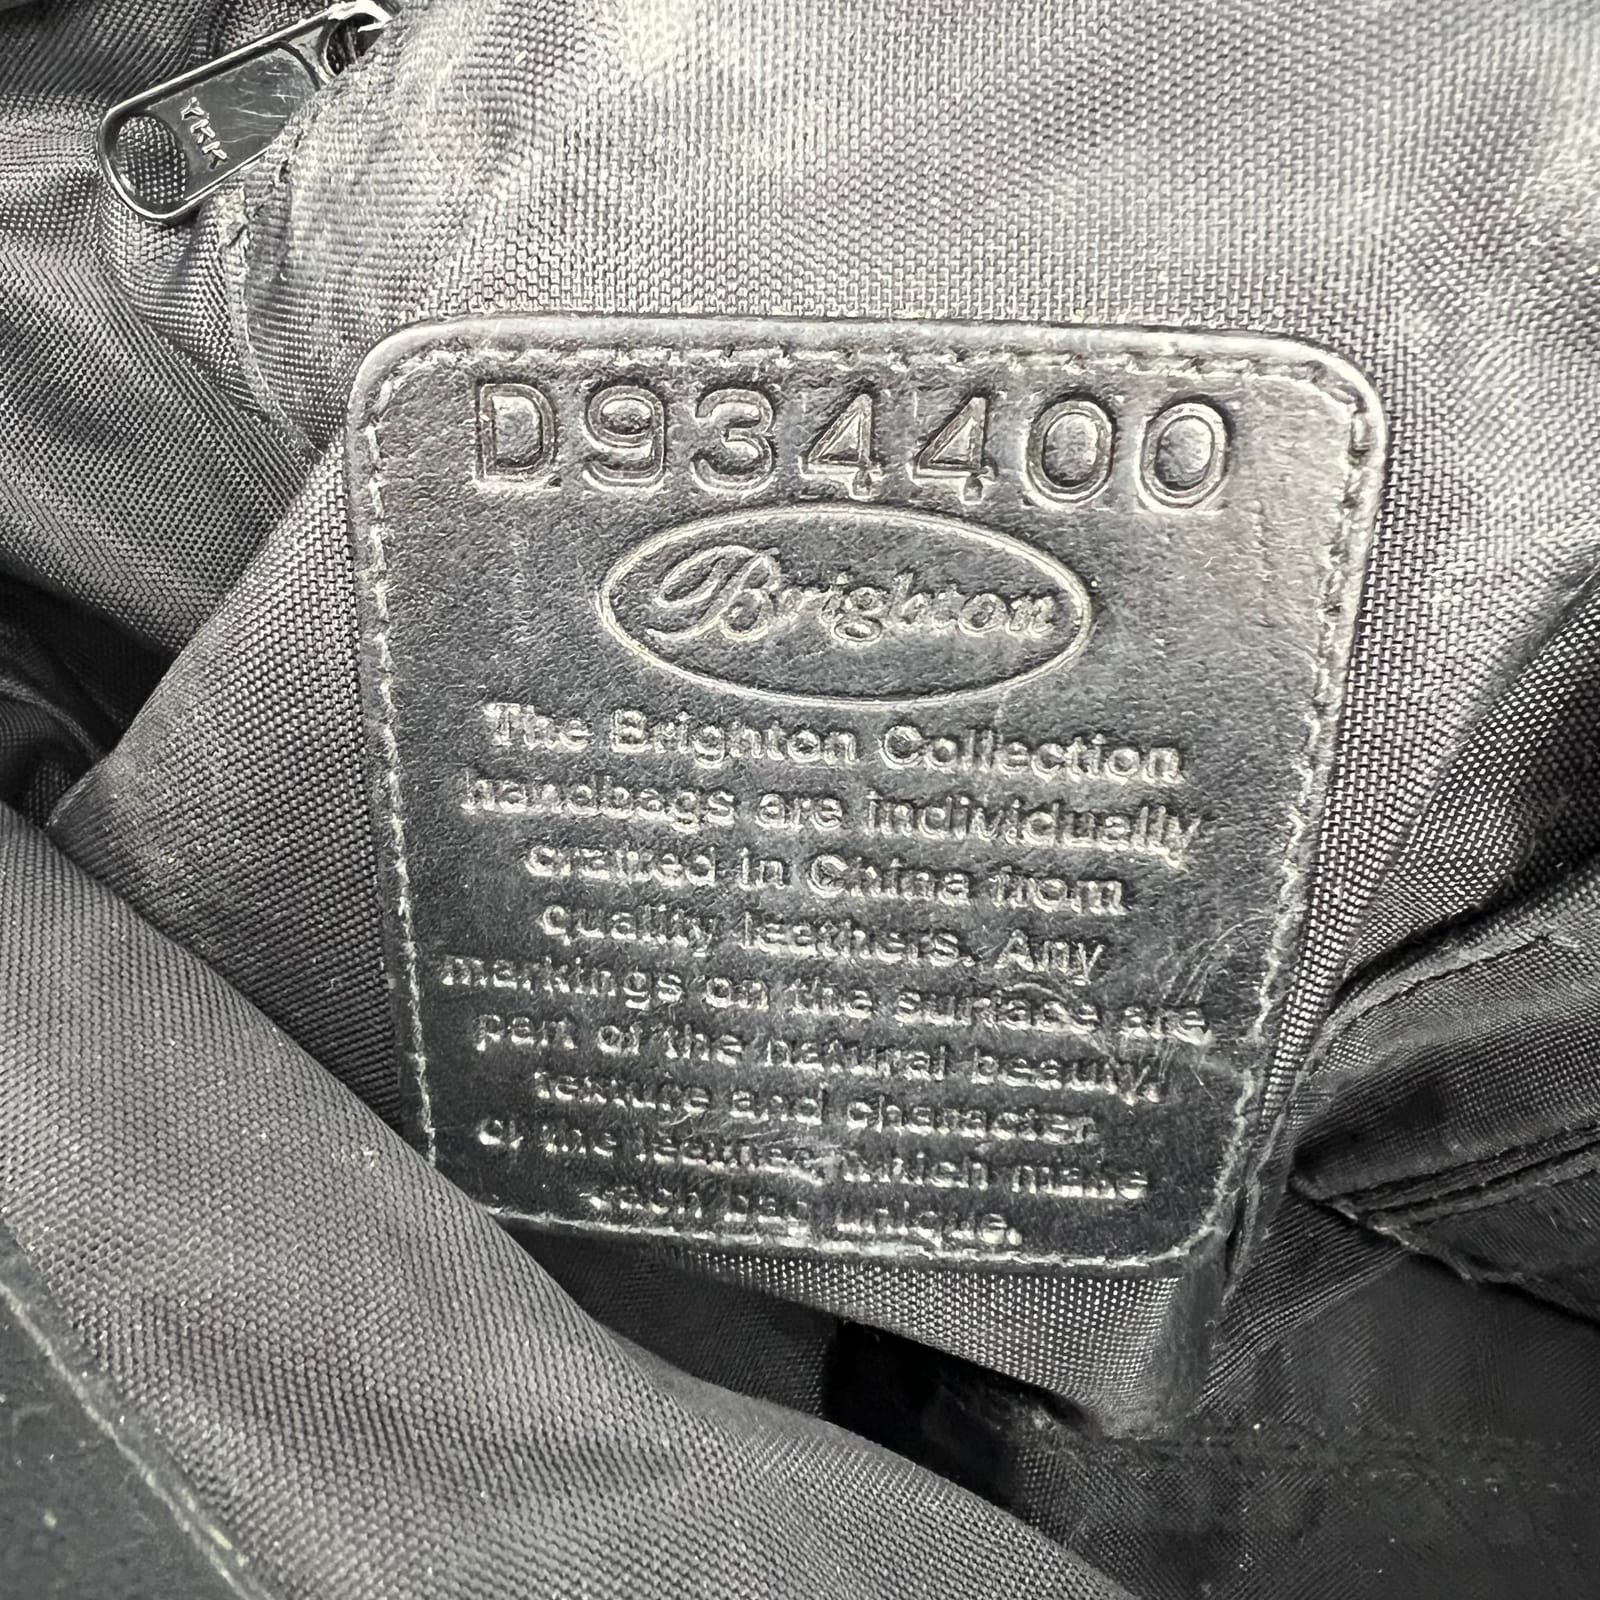 YKK
D934400
Brighton
The Brighton Collection
handbags are individually
crafted in China from
quality leathers. Any
markings on the surface are
part of the natural beauty,
texture and character
of the leather, which make
each bag unique.